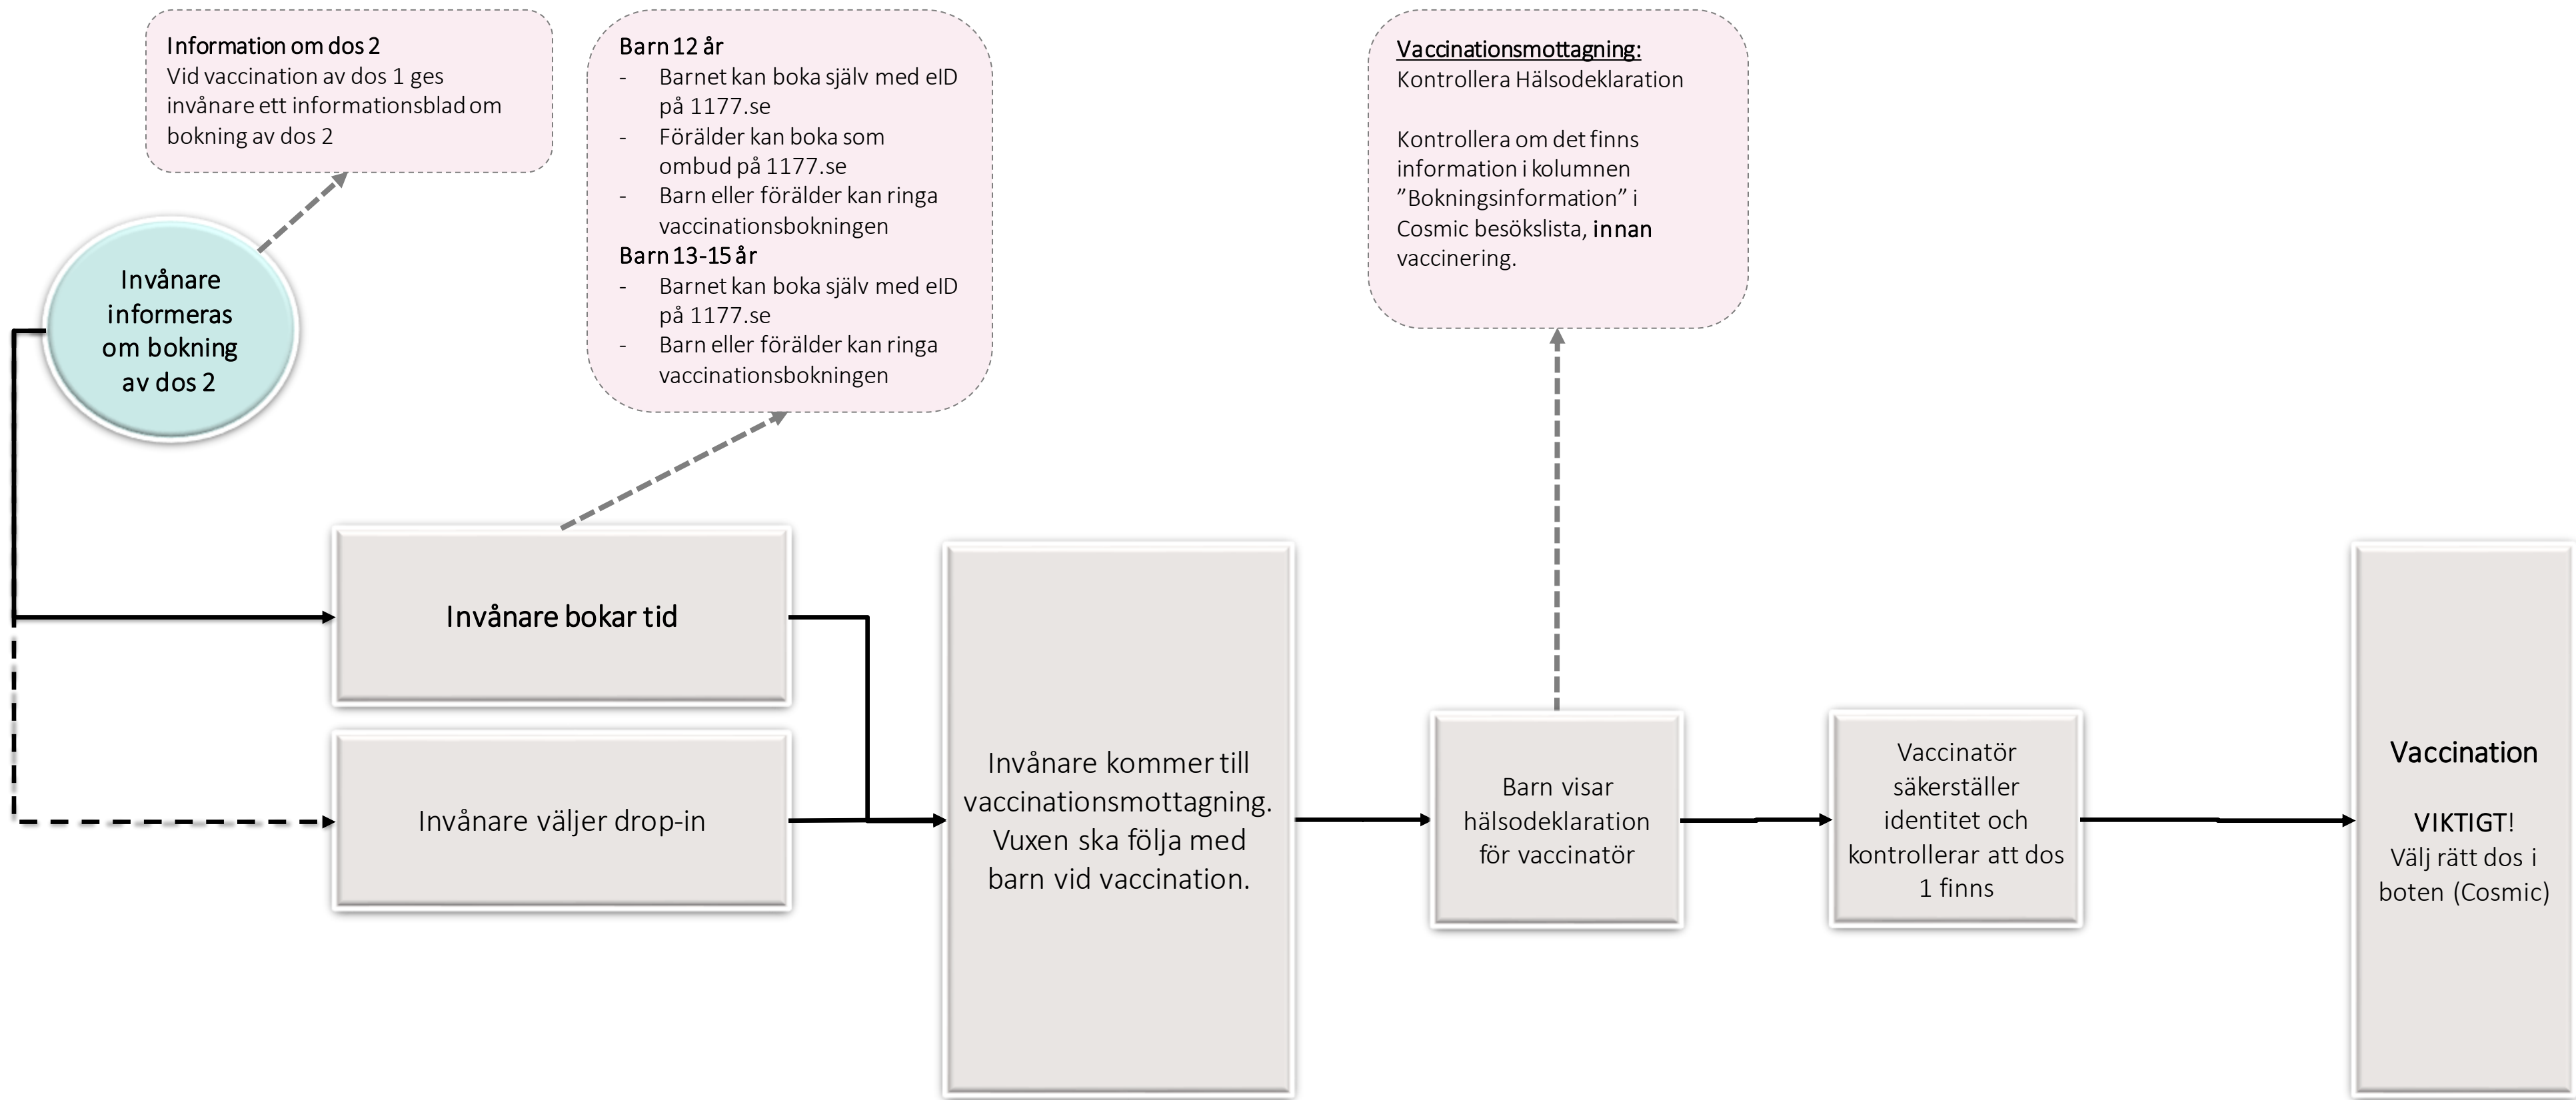 Information om dos 2
Vid vaccination av dos 1 ges
invånare ett informationsblad om
bokning av dos 2
Barn 12 år
- Barnet kan boka själv med eID
på 1177.se
- Förälder kan boka som
ombud på 1177.se
- Barn eller förälder kan ringa
vaccinationsbokningen
Barn 13-15 år
- Barnet kan boka själv med eID
på 1177.se
- Barn eller förälder kan ringa
vaccinationsbokningen
Vaccinationsmottagning:
Kontrollera Hälsodeklaration
Kontrollera om det finns
information i kolumnen
”Bokningsinformation” i
Cosmic besökslista, innan
vaccinering.
Invånare
informeras
om bokning
av dos 2
Invånare bokar tid
Invånare väljer drop-in
Invånare kommer till
vaccinationsmottagning.
Vuxen ska följa med
barn vid vaccination.
Barn visar
hälsodeklaration
för vaccinatör
Vaccinatör
säkerställer
identitet och
kontrollerar att dos
1 finns
Vaccination
VIKTIGT!
Välj rätt dos i
boten (Cosmic)